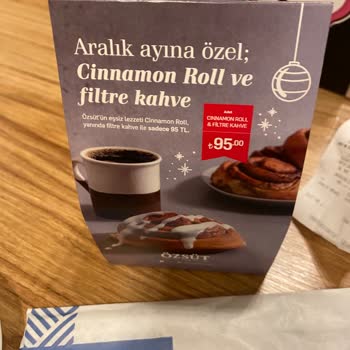 Aralık ayına özel;
Cinnamon Roll ve
filtre kahve
Özsüt'ün eşsiz lezzeti Cinnamon Roll,
yanında filtre kahve ile sadece 95 TL.
CINNAMON ROLL
& FİLTRE KAHVE
₺95.00
ÖZSÜT